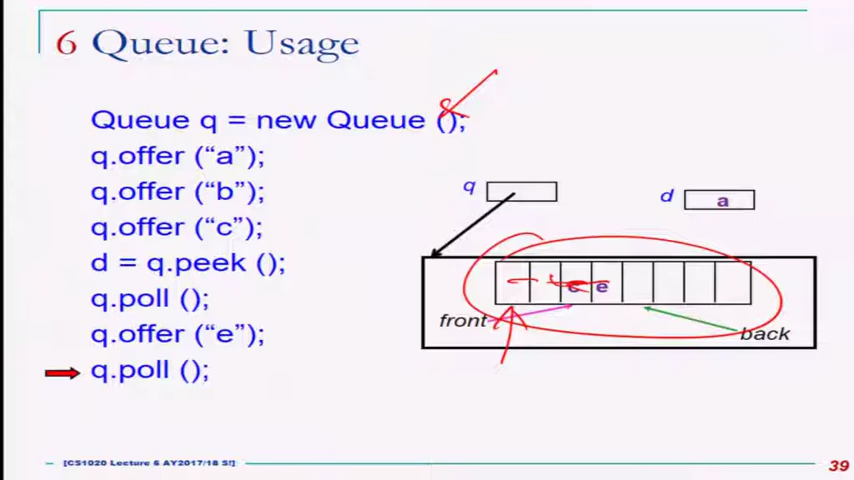 6 Queue: Usage
Queue q = new Queue ();
q.offer ("a");
q.offer ("b");
q.offer ("c");
d = q.peek ();
q.poll ();
q.offer ("e");
q.poll ();
q
d
a
e
front
back
[CS1020 Lecture 6 AY2017/18 S!]
39